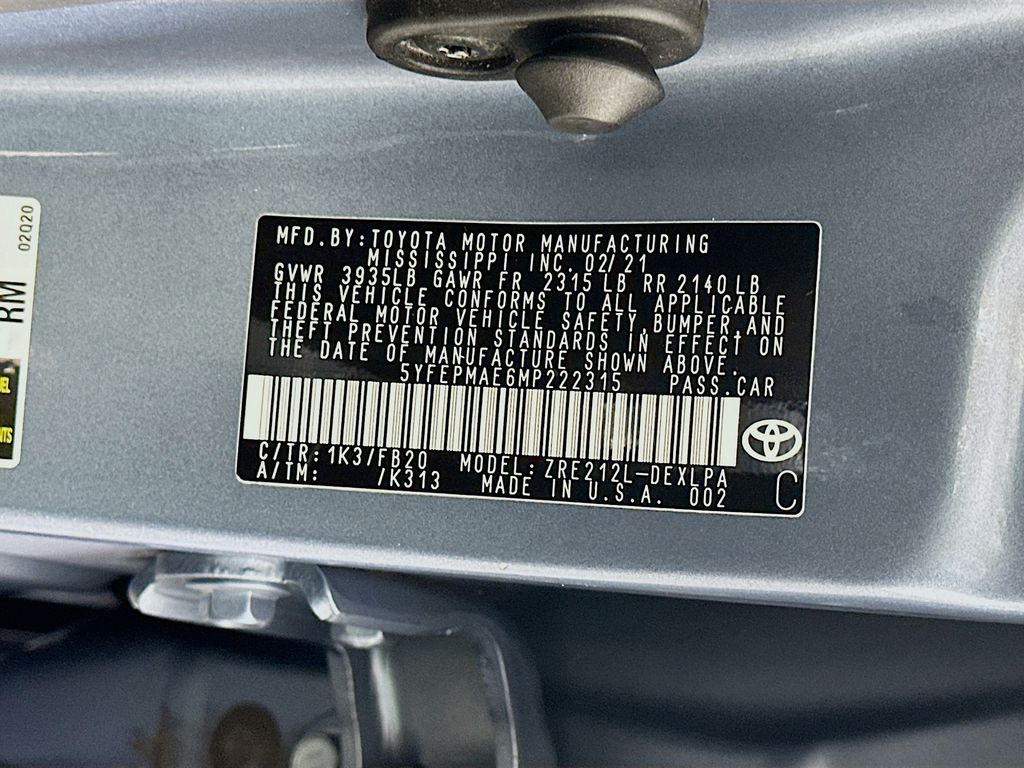 02Q20
RM
MFD.BY:TOYOTA MOTOR MANUFACTURING
MISSISSIPPI INC. 02/21
GVWR 3935LB GAWR FR 2315 LB RR 2140 LB
THIS VEHICLE CONFORMS TO ALL APPLICABLE
FEDERAL MOTOR VEHICLE SAFETY,BUMPER,AND
THEFT PREVENTION STANDARDS IN EFFECT ON
THE DATE OF MANUFACTURE SHOWN ABOVE.
5YFEPMAE6MP222315 PASS.CAR
C/TR: 1K3/FB20 MODEL: ZRE212L-DEXLPA
A/TM: /K313 MADE IN U.S.A. 002 C